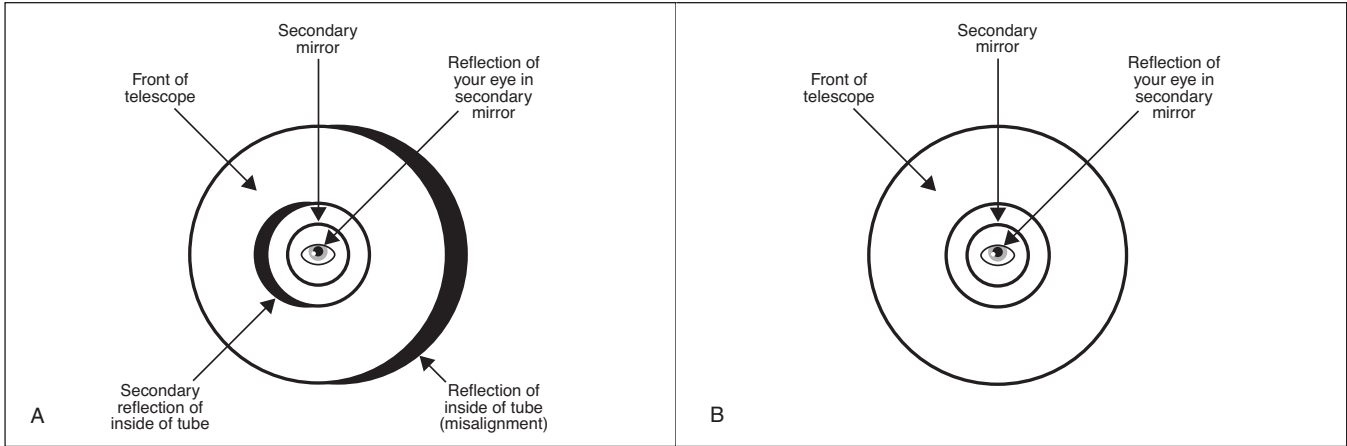 Secondary
mirror
Reflection of
your eye in
secondary
mirror
Front of
telescope
Secondary
reflection of
inside of tube
Reflection of
inside of tube
(misalignment)
A
Secondary
mirror
Reflection of
your eye in
secondary
mirror
Front of
telescope
B